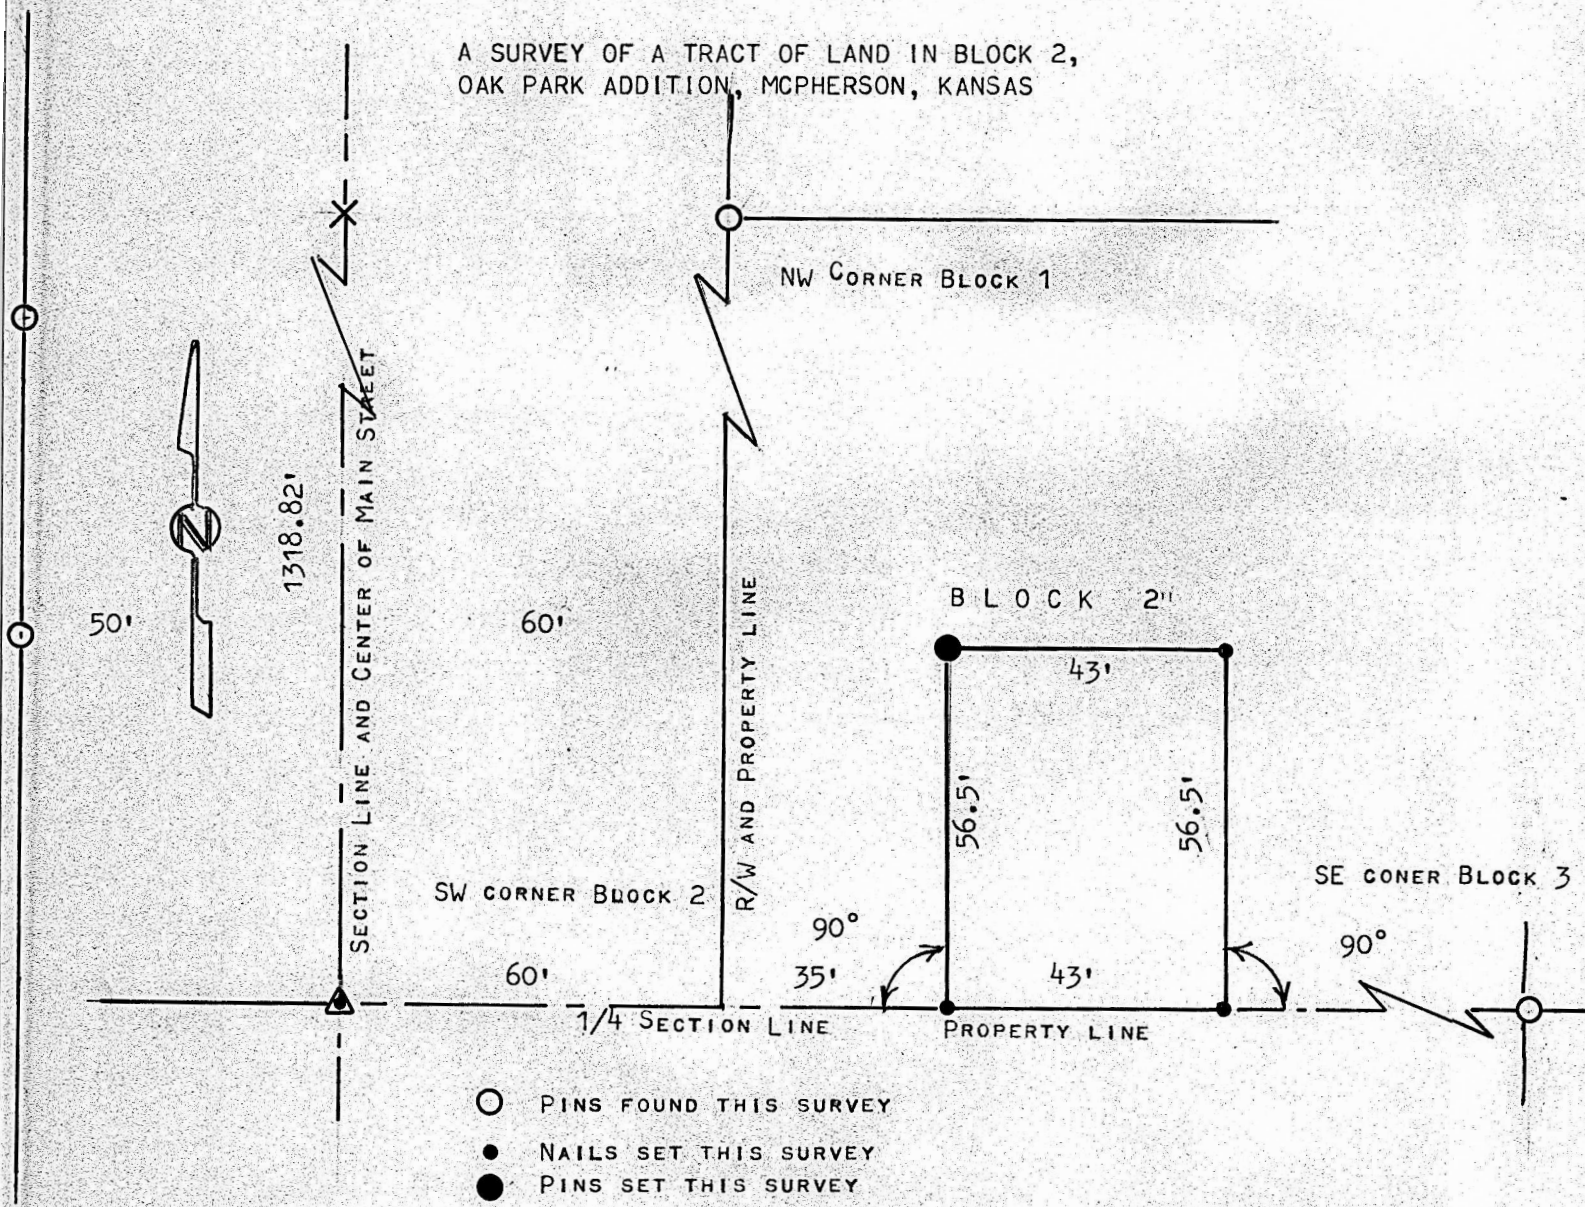 A SURVEY OF A TRACT OF LAND IN BLOCK 2,
OAK PARK ADDITION, MCPHERSON, KANSAS
NW CORNER BLOCK 1
SECTION LINE AND CENTER OF MAIN STREET
1318.82'
N
50'
60'
R/W AND PROPERTY LINE
BLOCK 2"
43'
56.5'
56.5'
SW CORNER BLOCK 2
SE CONER BLOCK 3
90°
90°
60'
35'
43'
1/4 SECTION LINE
PROPERTY LINE
PINS FOUND THIS SURVEY
NAILS SET THIS SURVEY
PINS SET THIS SURVEY